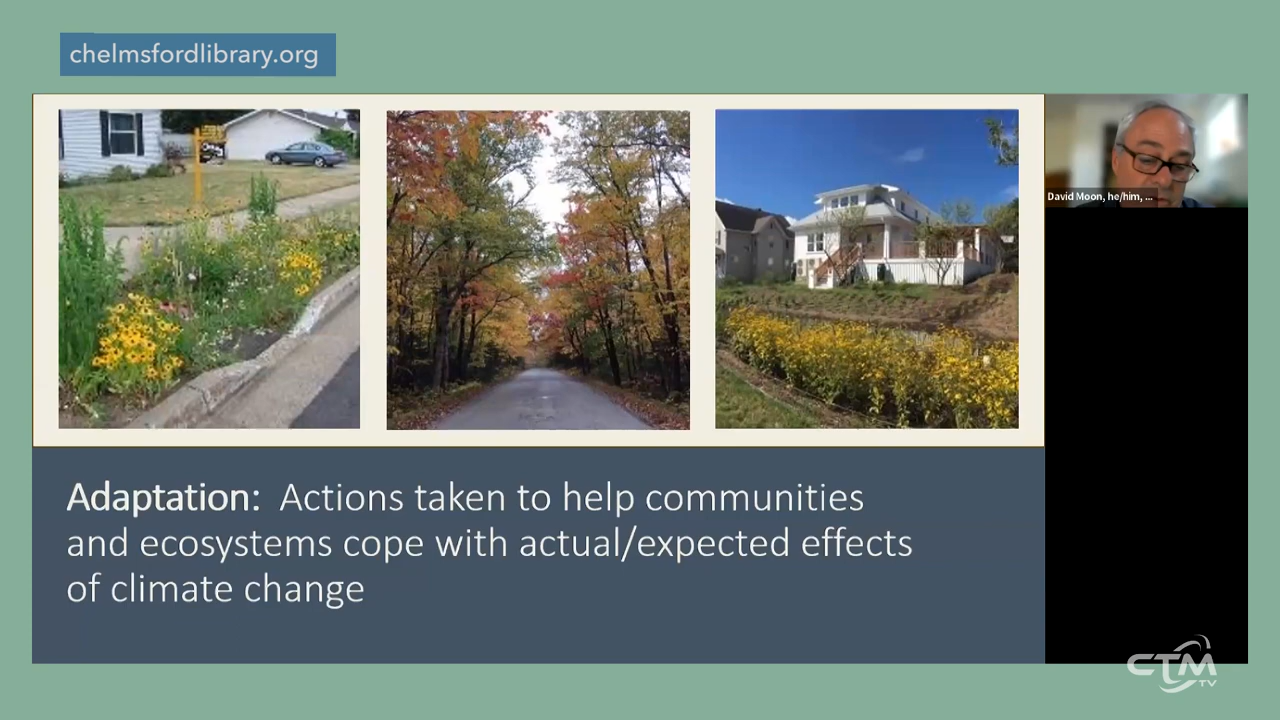 chelmsfordlibrary.org
David Moon, he/him, ...
Adaptation: Actions taken to help communities
and ecosystems cope with actual/expected effects
of climate change
CTM
TV